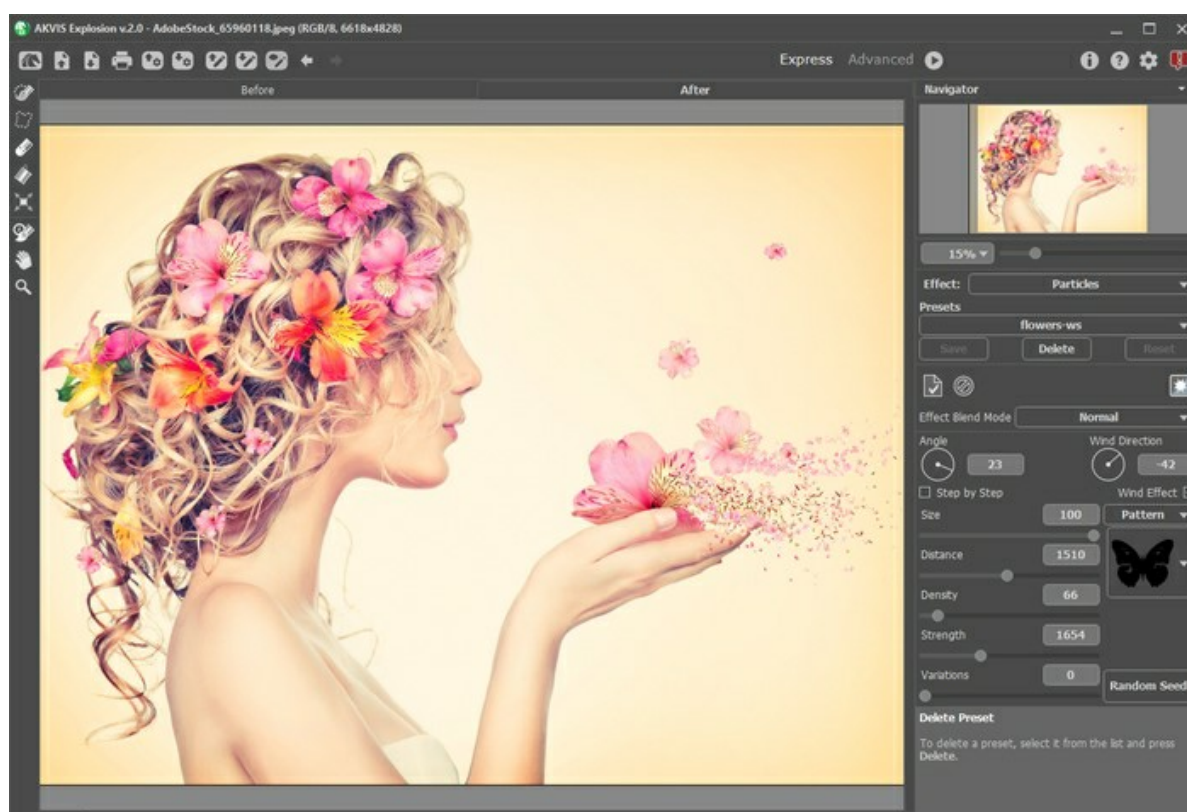 AKVIS Explosion v.2.0 - AdobeStock_65960118.jpeg (RGB/8, 6618x4828)
Express Advanced
Before After
Navigator
15%
Effect: Particles
Presets
flowers-ws
Save Delete Reset
Effect Blend Mode Normal
Angle Wind Direction
23 -42
Step by Step Wind Effect
Size 100 Pattern
Distance 1510
Density 66
Strength 1654
Variations 0
Random Seed
Delete Preset
To delete a preset, select it from the list and press
Delete.